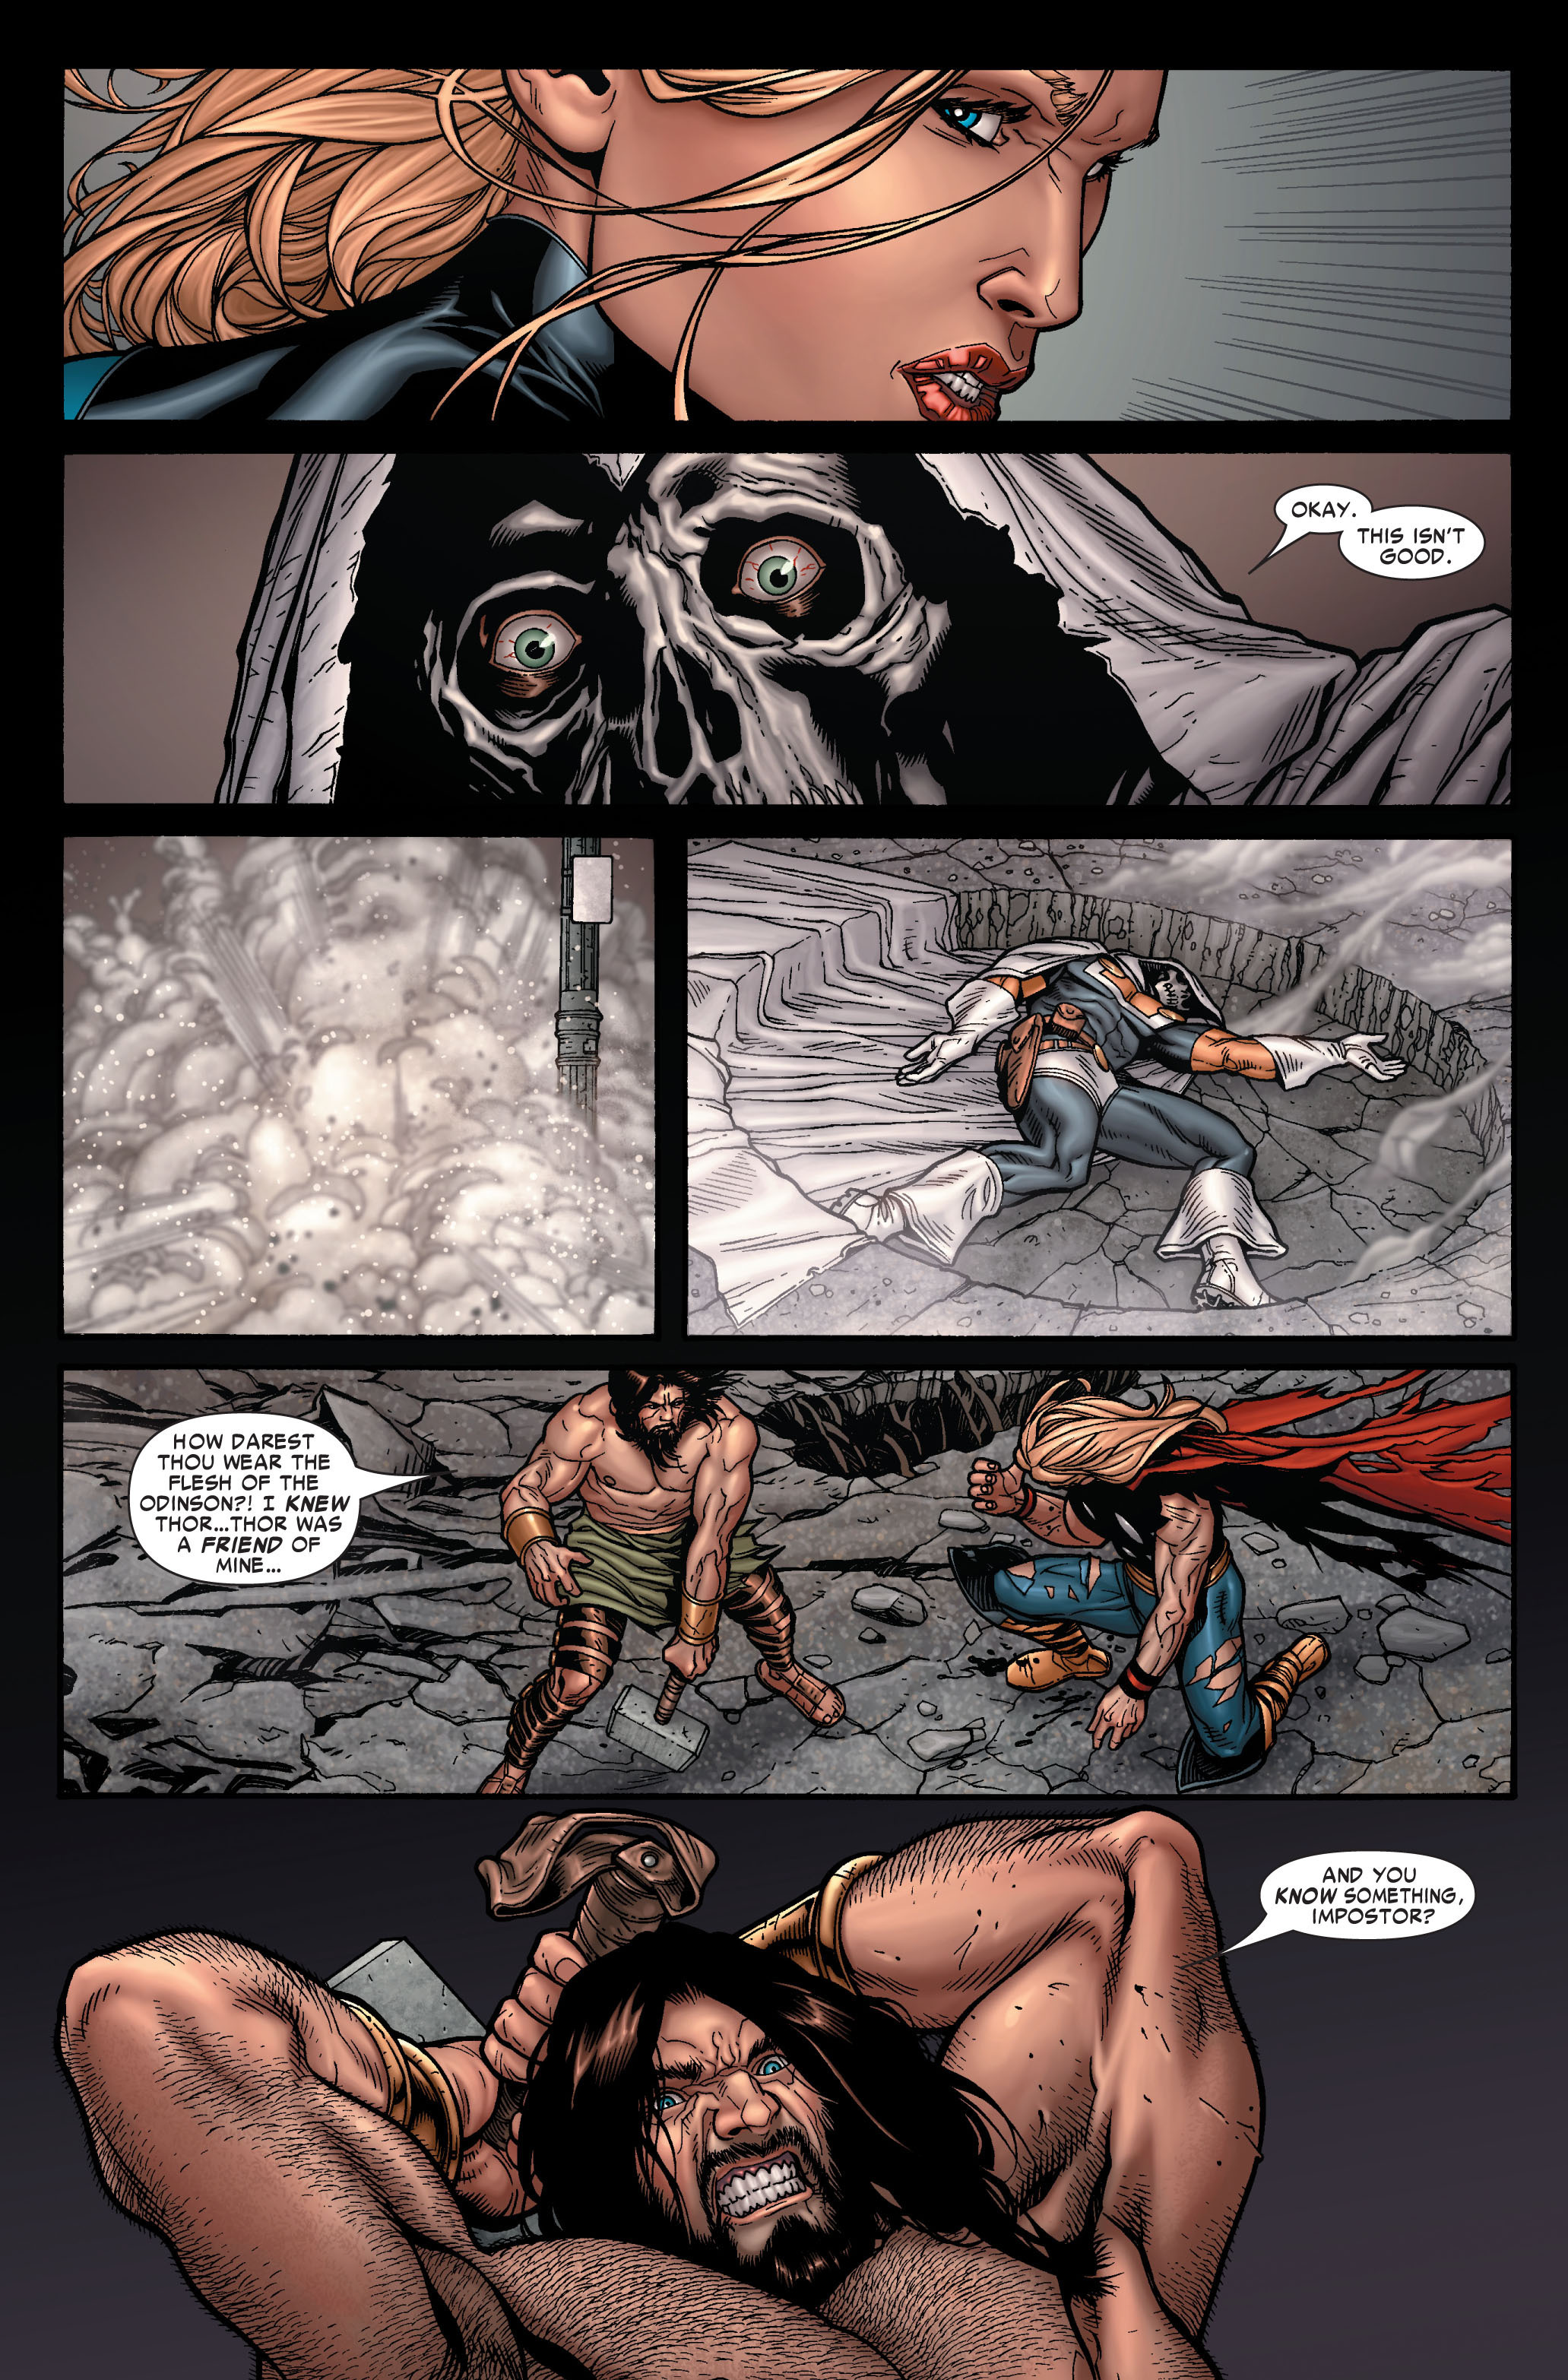 OKAY.
THIS ISN'T
GOOD.
HOW DAREST
THOU WEAR THE
FLESH OF THE
ODINSON?! I KNEW
THOR...THOR WAS
A FRIEND OF
MINE...
AND YOU
KNOW SOMETHING,
IMPOSTOR?